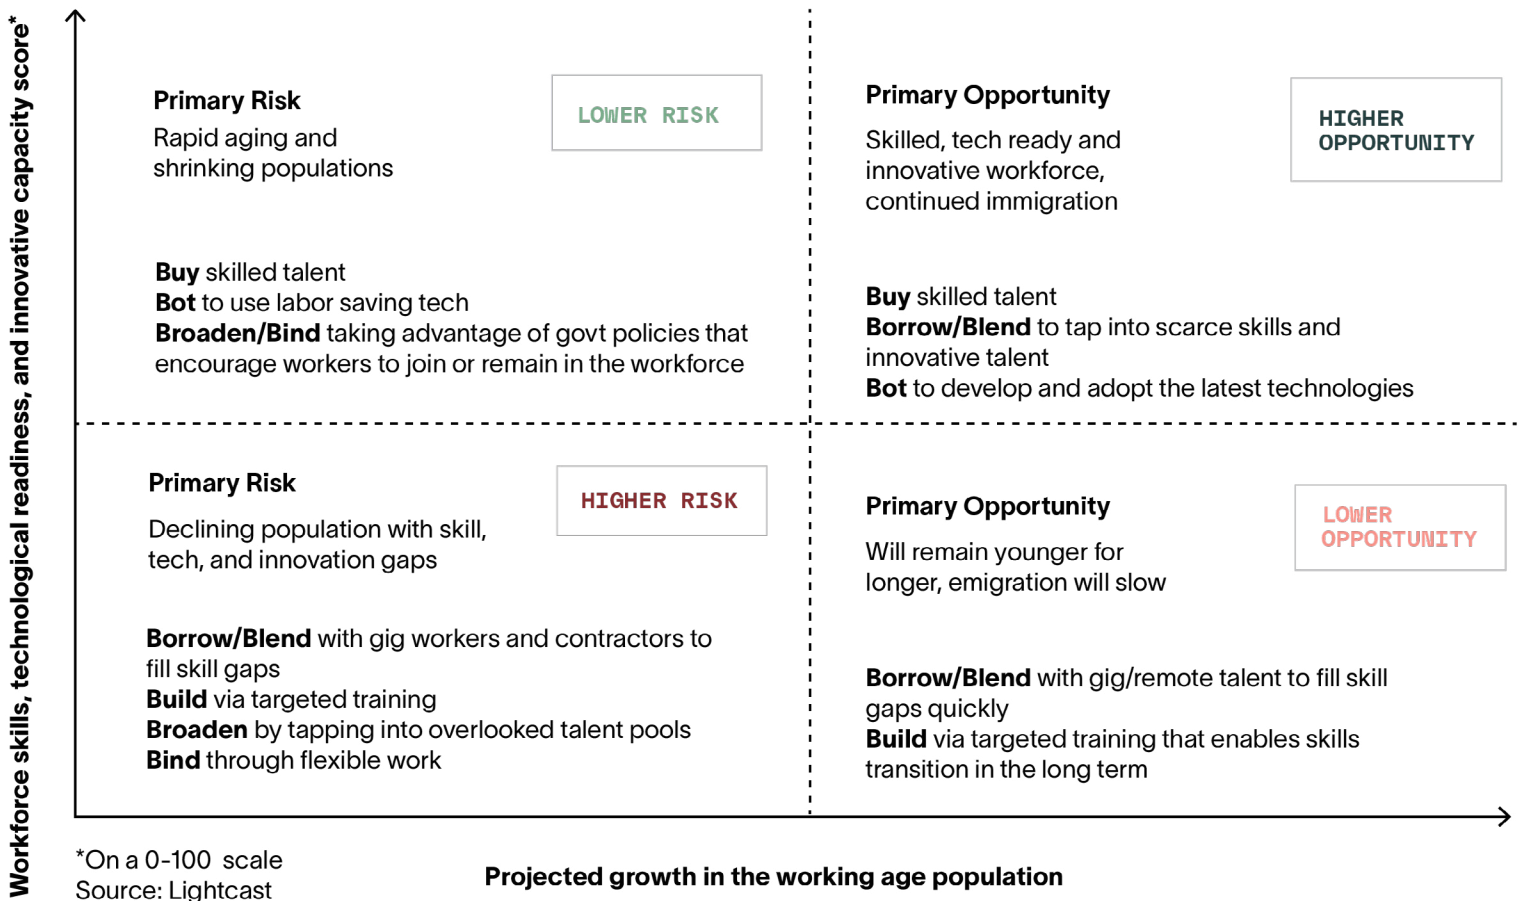 Workforce skills, technological readiness, and innovative capacity score*
Primary Risk
Rapid aging and
shrinking populations
LOWER RISK
Buy skilled talent
Bot to use labor saving tech
Broaden/Bind taking advantage of govt policies that
encourage workers to join or remain in the workforce
Primary Opportunity
Skilled, tech ready and
innovative workforce,
continued immigration
HIGHER
OPPORTUNITY
Buy skilled talent
Borrow/Blend to tap into scarce skills and
innovative talent
Bot to develop and adopt the latest technologies
Primary Risk
Declining population with skill,
tech, and innovation gaps
HIGHER RISK
Borrow/Blend with gig workers and contractors to
fill skill gaps
Build via targeted training
Broaden by tapping into overlooked talent pools
Bind through flexible work
Primary Opportunity
Will remain younger for
longer, emigration will slow
LOWER
OPPORTUNITY
Borrow/Blend with gig/remote talent to fill skill
gaps quickly
Build via targeted training that enables skills
transition in the long term
*On a 0-100 scale
Source: Lightcast
Projected growth in the working age population